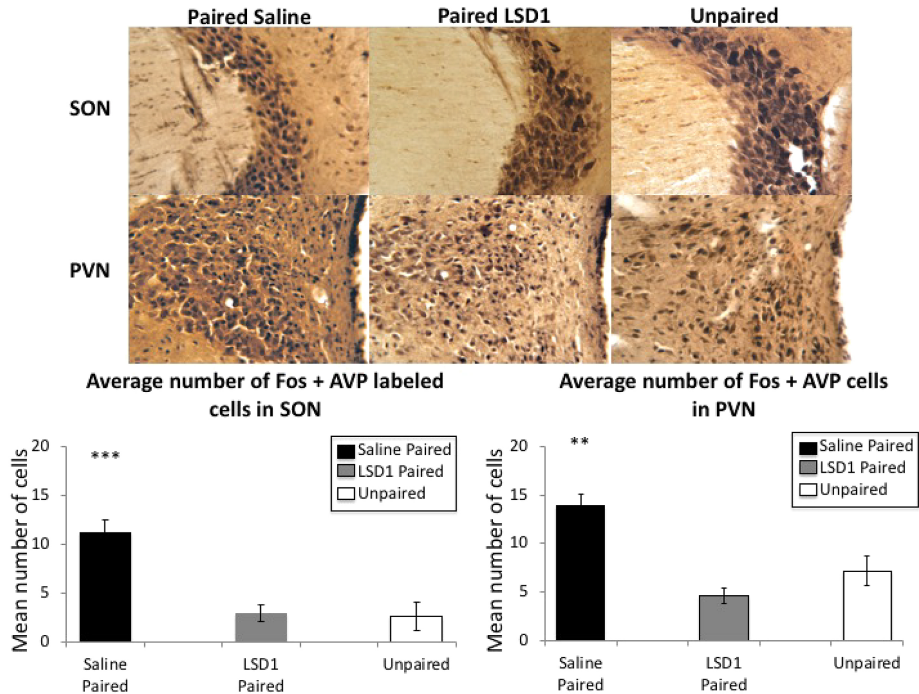 Paired Saline Paired LSD1 Unpaired
SON
PVN
Average number of Fos + AVP labeled
cells in SON
Mean number of cells
20
15
10
5
0
***
Saline Paired
LSD1 Paired
Unpaired
Saline LSD1 Unpaired
Paired Paired
Average number of Fos + AVP cells
in PVN
Mean number of cells
20
15
10
5
0
**
Saline Paired
LSD1 Paired
Unpaired
Saline LSD1 Unpaired
Paired Paired